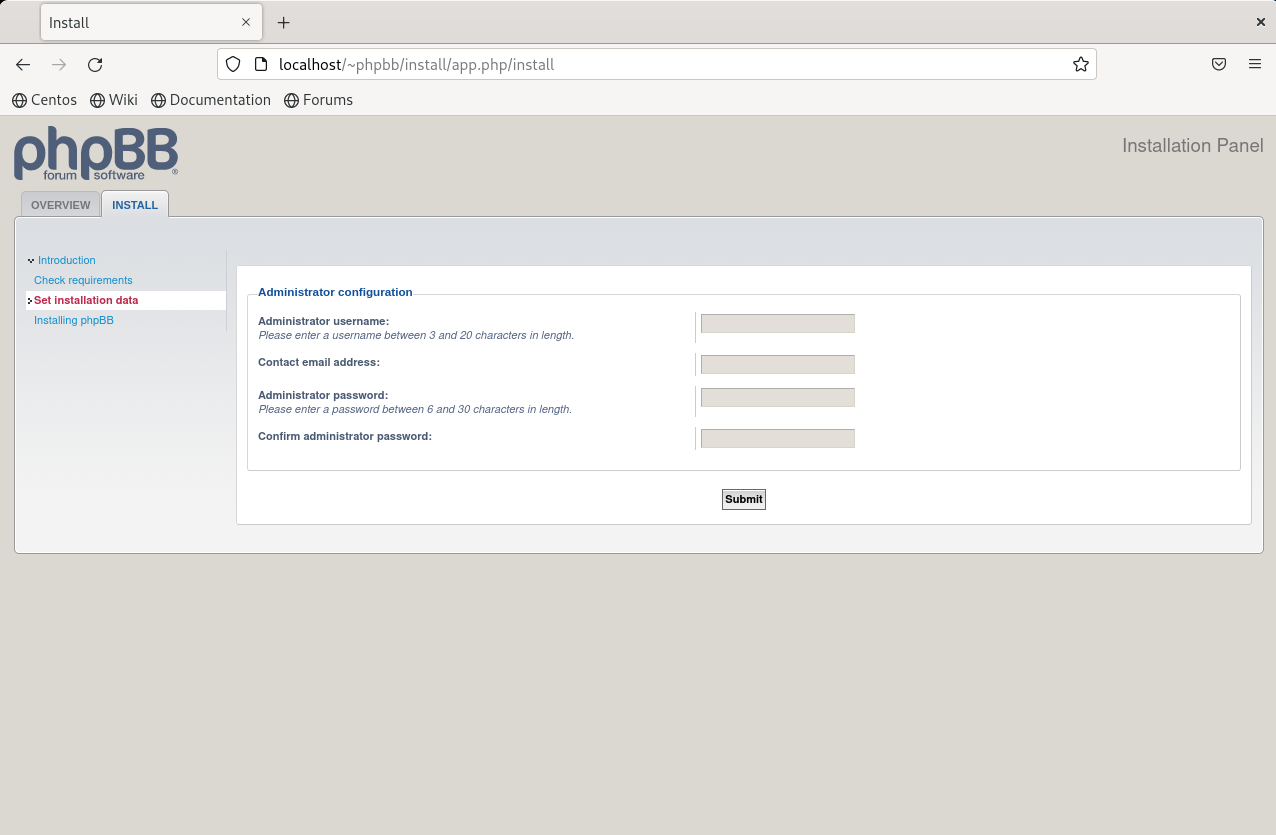 Install
localhost/~phpbb/install/app.php/install
Centos Wiki Documentation Forums
phpBB
forum software ®
Installation Panel
OVERVIEW INSTALL
Introduction
Check requirements
Set installation data
Installing phpBB
Administrator configuration
Administrator username:
Please enter a username between 3 and 20 characters in length.
Contact email address:
Administrator password:
Please enter a password between 6 and 30 characters in length.
Confirm administrator password:
Submit